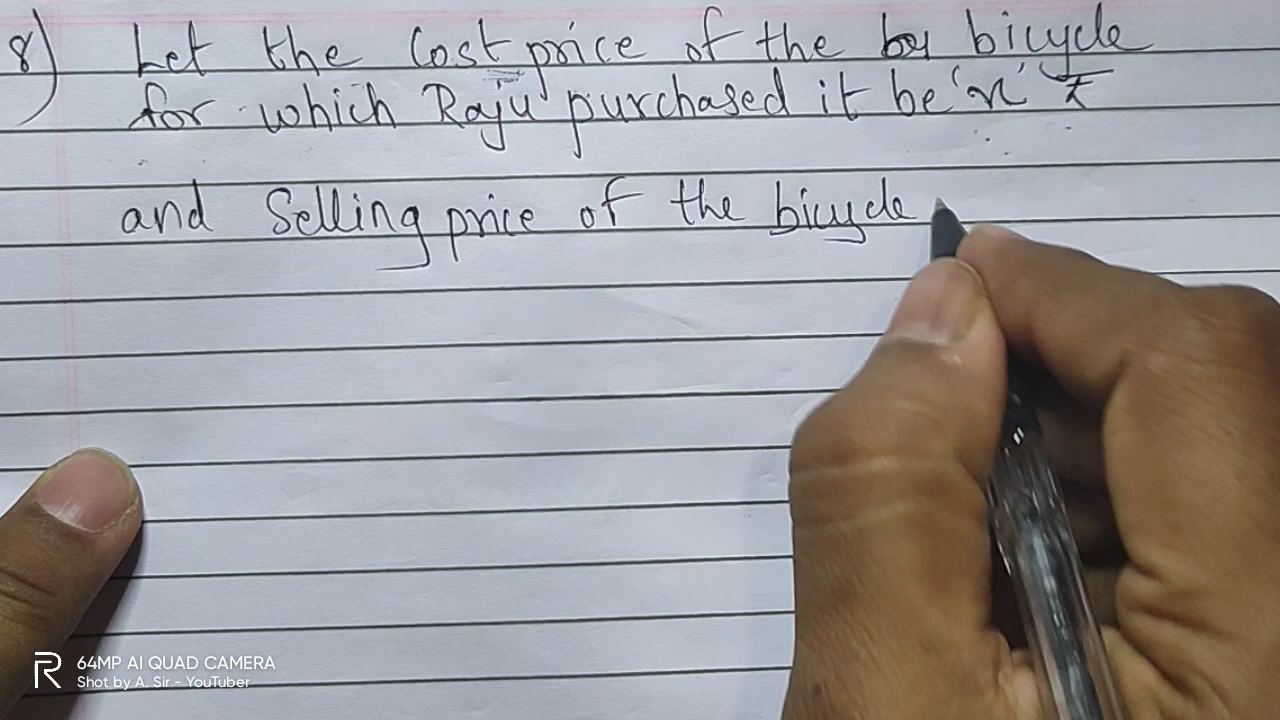 8) Let the Cost price of the by bicycle
for which Raju purchased it be 'x' ₹
and Selling price of the bicycle
64MP AI QUAD CAMERA
Shot by A. Sir - YouTuber